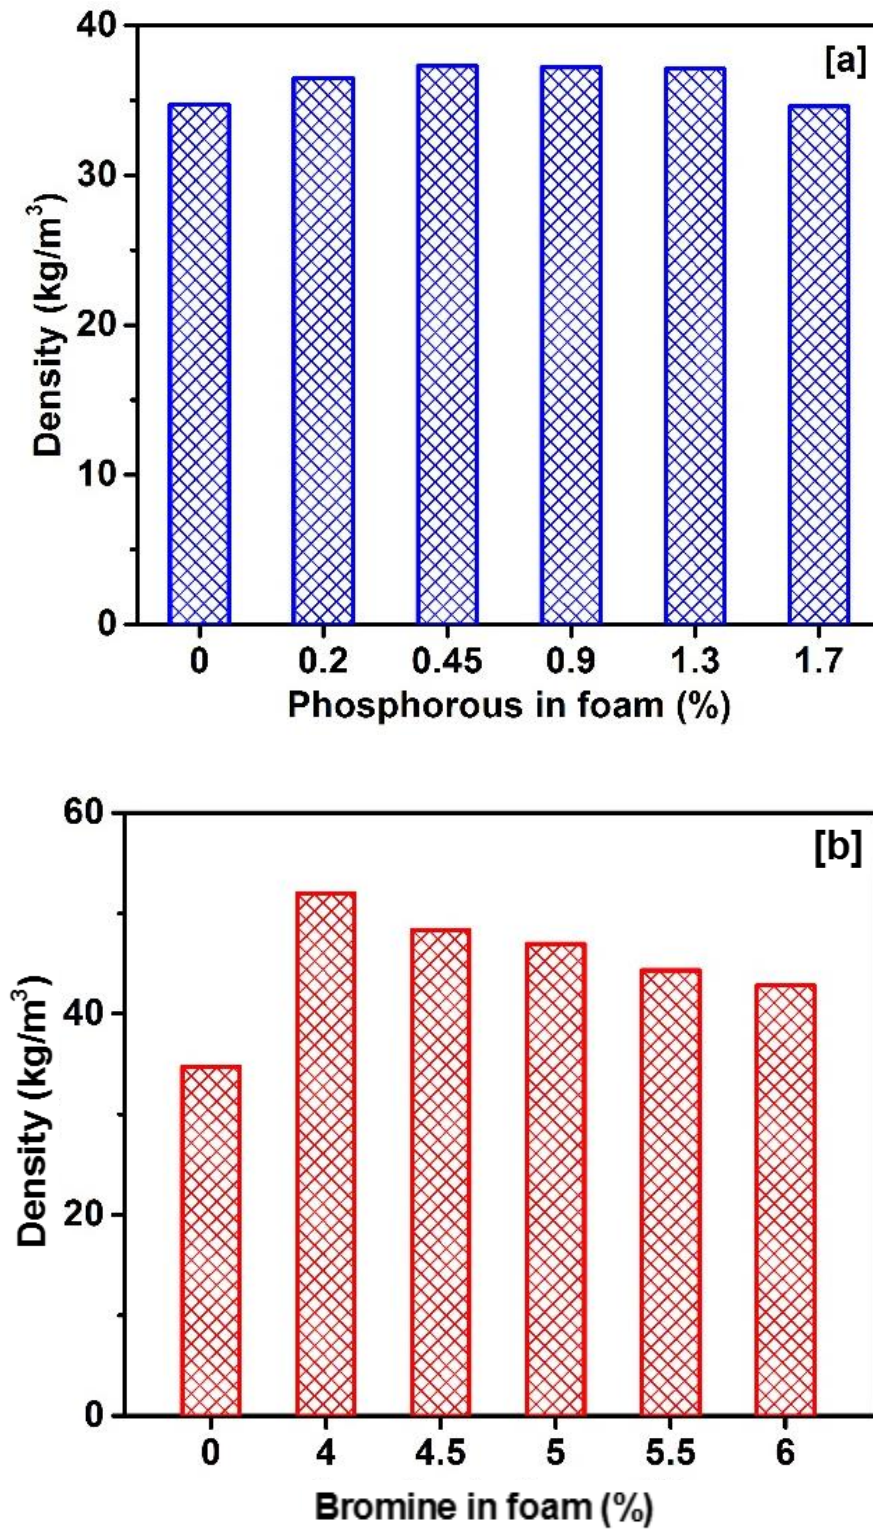 40
[a]
30
20
10
0
Density (kg/m³)
0 0.2 0.45 0.9 1.3 1.7
Phosphorous in foam (%)
60
[b]
40
20
0
Density (kg/m³)
0 4 4.5 5 5.5 6
Bromine in foam (%)